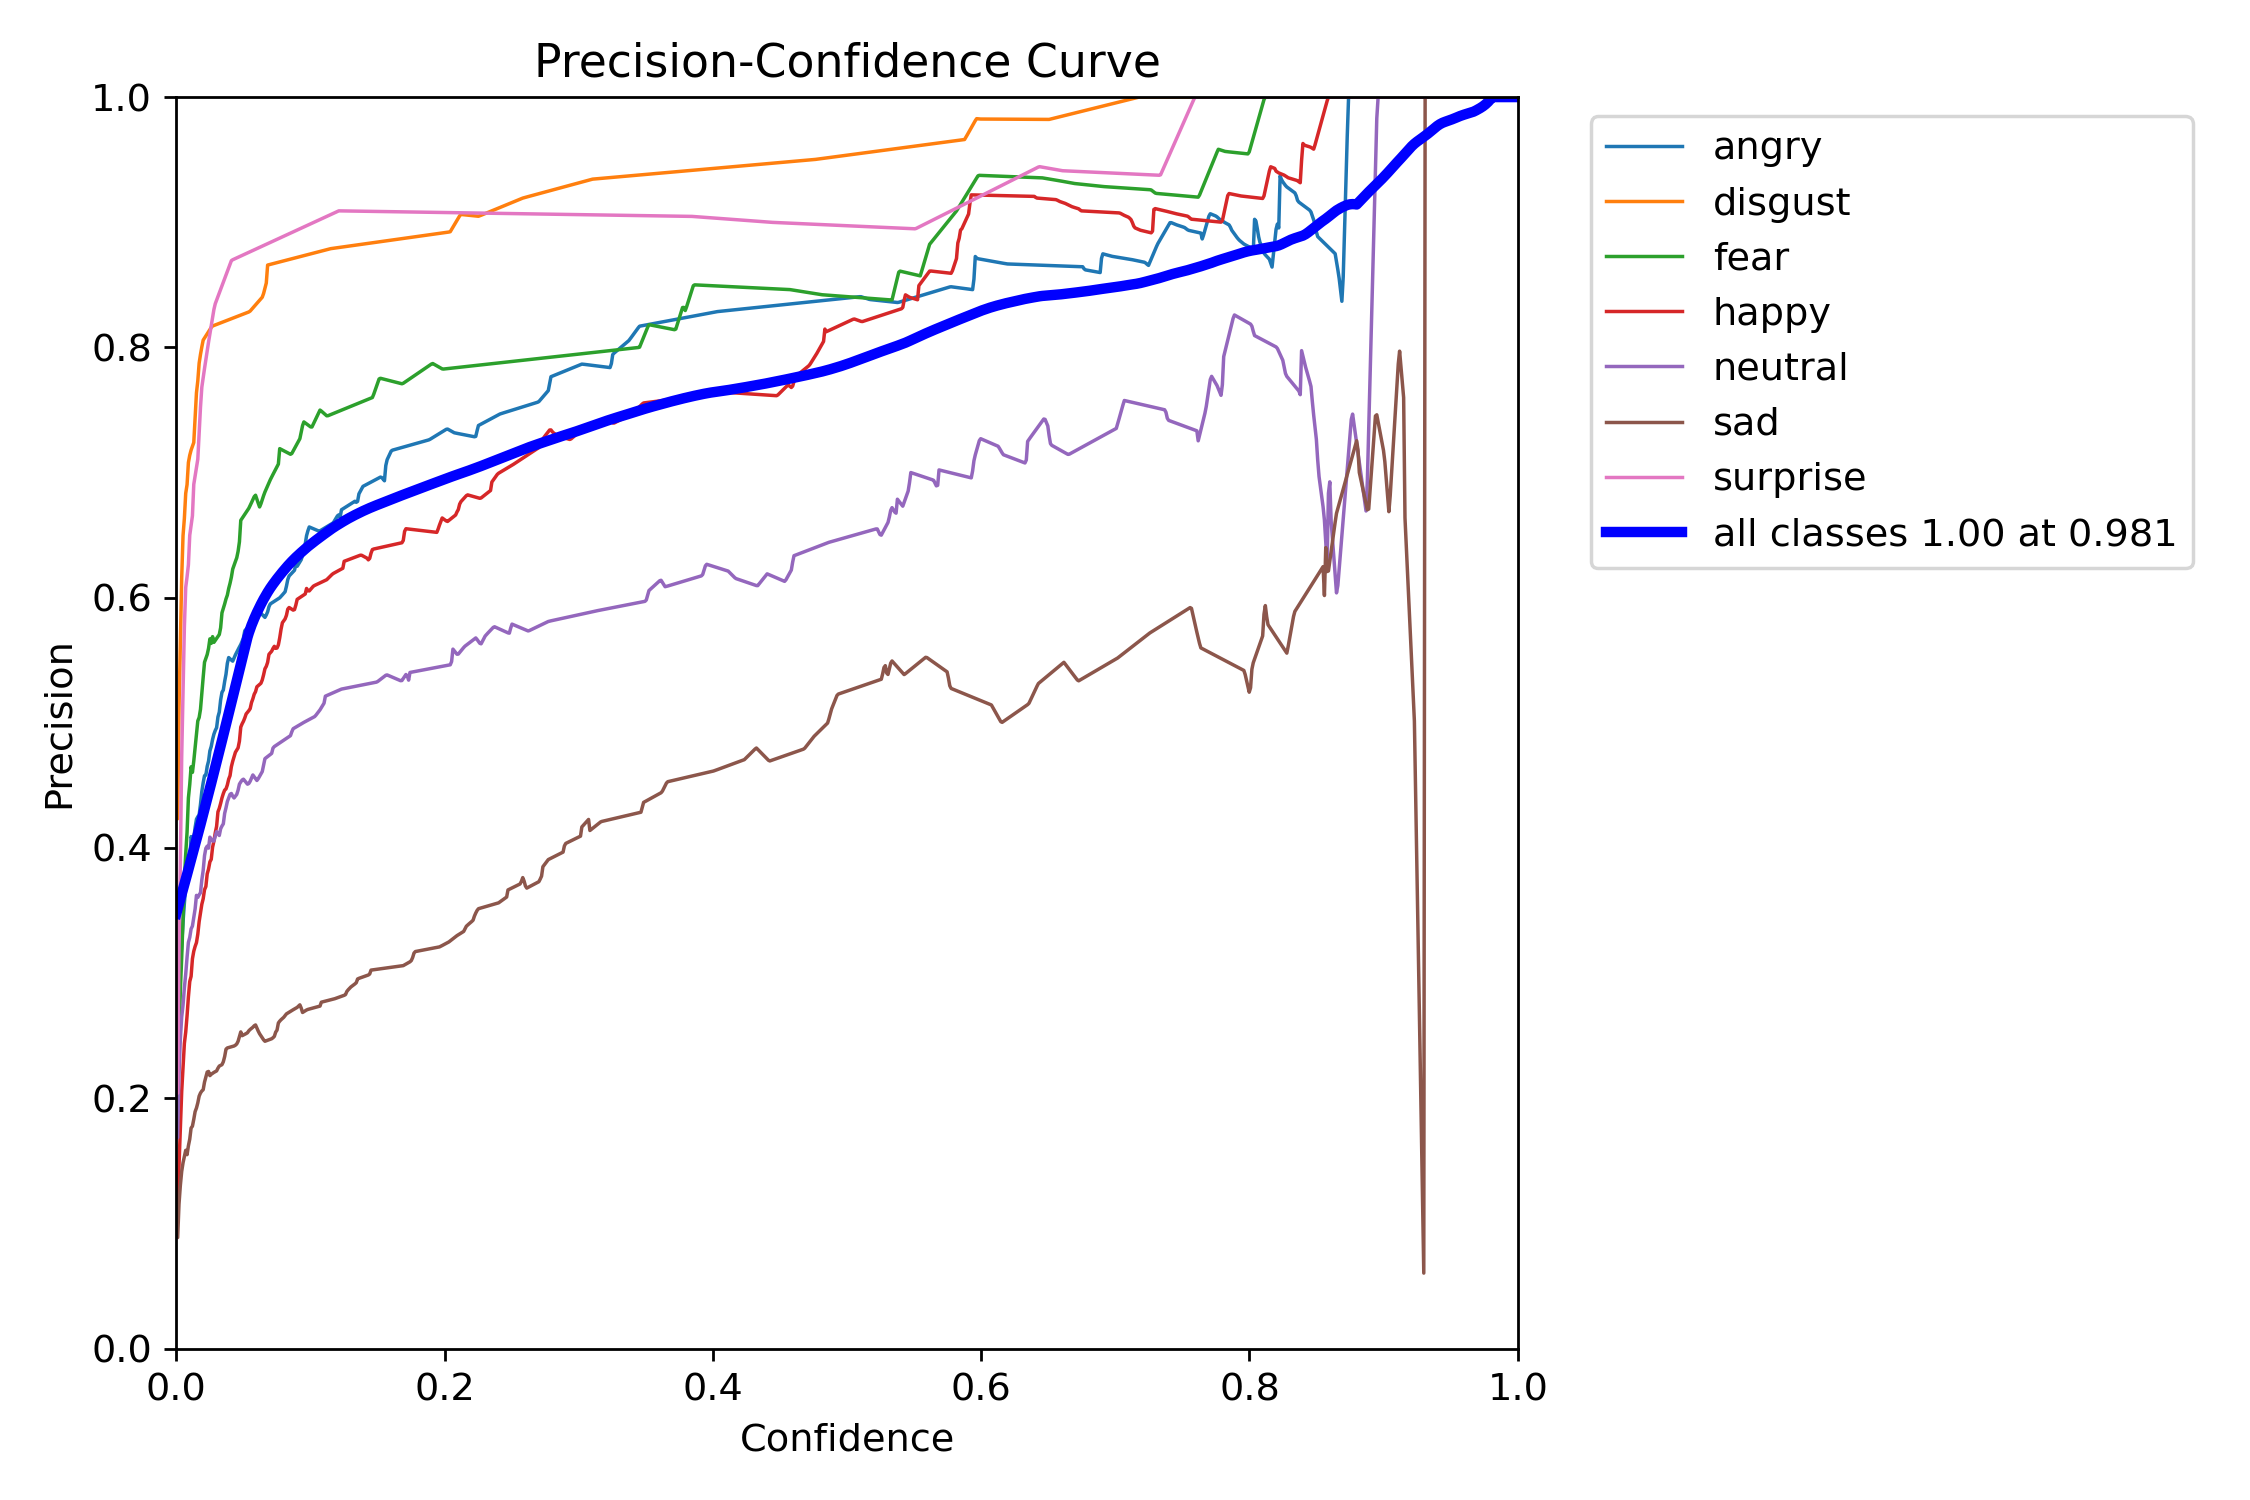 Precision-Confidence Curve
1.0
0.8
0.6
0.4
0.2
0.0
Precision
0.0 0.2 0.4 0.6 0.8 1.0
Confidence
angry
disgust
fear
happy
neutral
sad
surprise
all classes 1.00 at 0.981